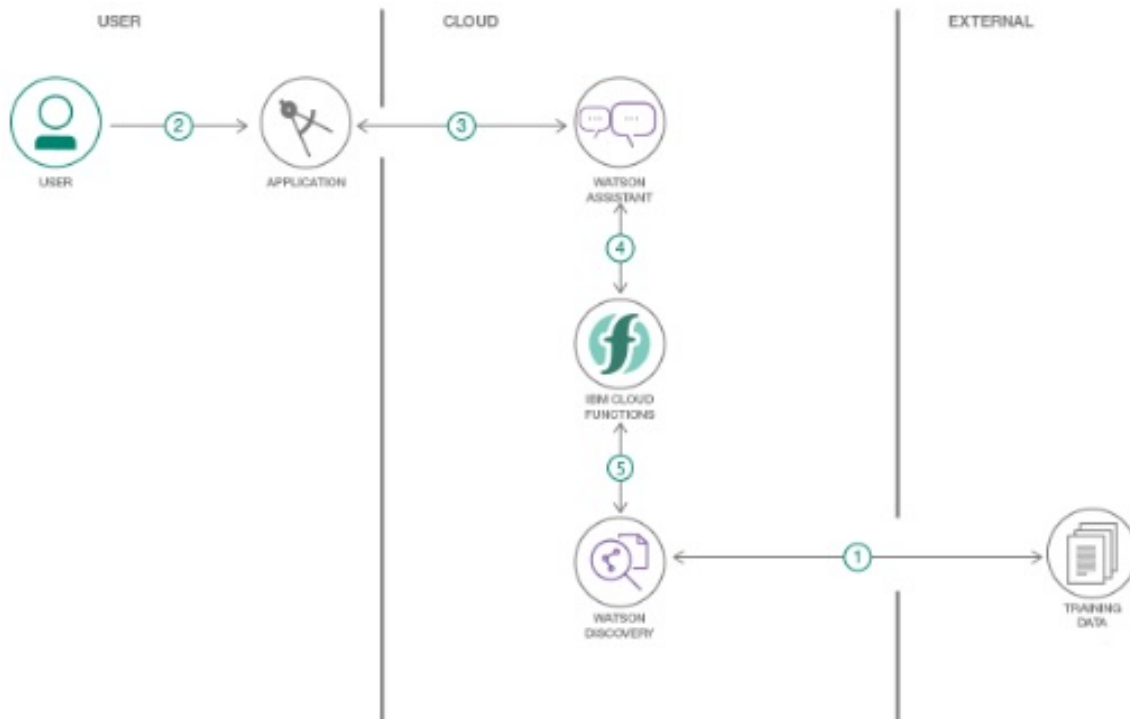 USER
CLOUD
EXTERNAL
2
3
USER
APPLICATION
WATSON
ASSISTANT
4
IBM CLOUD
FUNCTIONS
5
1
WATSON
DISCOVERY
TRAINING
DATA